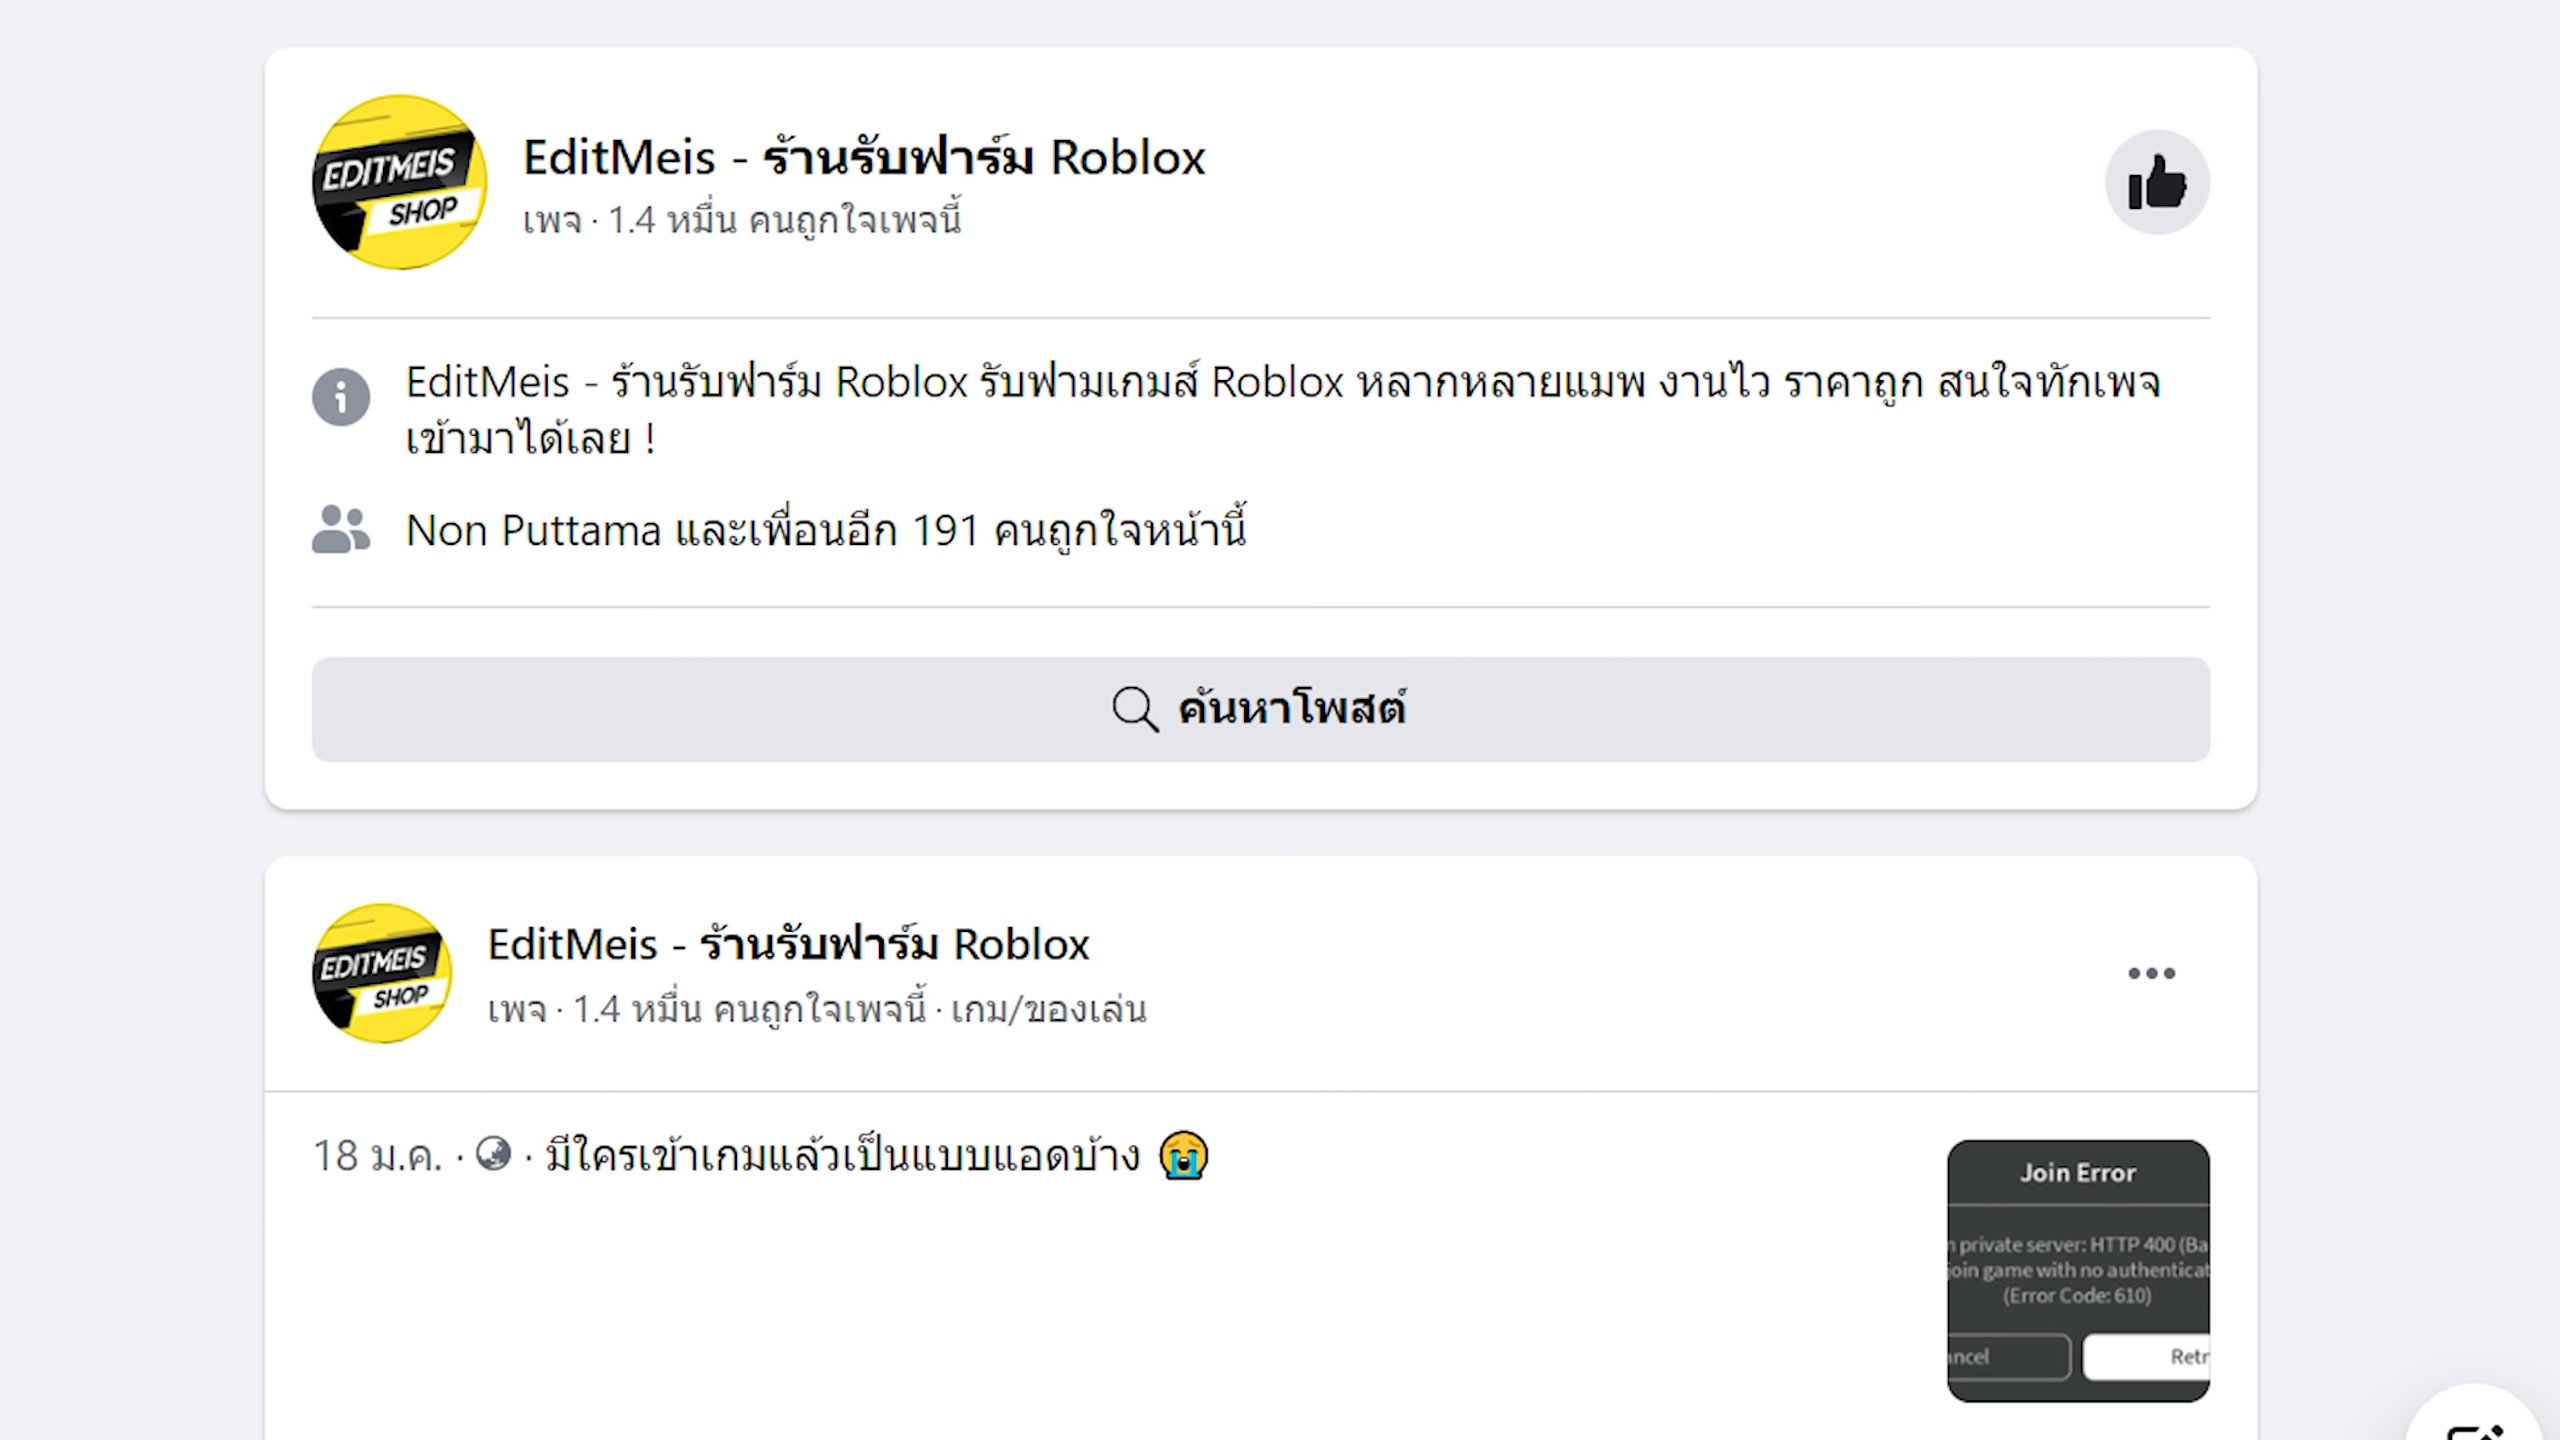 EDITMEIS
SHOP
EditMeis - ร้านรับฟาร์ม Roblox
เพจ · 1.4 หมื่น คนถูกใจเพจนี้
EditMeis - ร้านรับฟาร์ม Roblox รับฟามเกมส์ Roblox หลากหลายแมพ งานไว ราคาถูก สนใจทักเพจ
เข้ามาได้เลย !
Non Puttama และเพื่อนอีก 191 คนถูกใจหน้านี้
ค้นหาโพสต์
EDITMEIS
SHOP
EditMeis - ร้านรับฟาร์ม Roblox
เพจ · 1.4 หมื่น คนถูกใจเพจนี้ · เกม/ของเล่น
18 ม.ค. · · มีใครเข้าเกมแล้วเป็นแบบแอดบ้าง 😭
Join Error
n private server: HTTP 400 (Ba
oin game with no authenticat
(Error Code: 610)
ncel
Retr